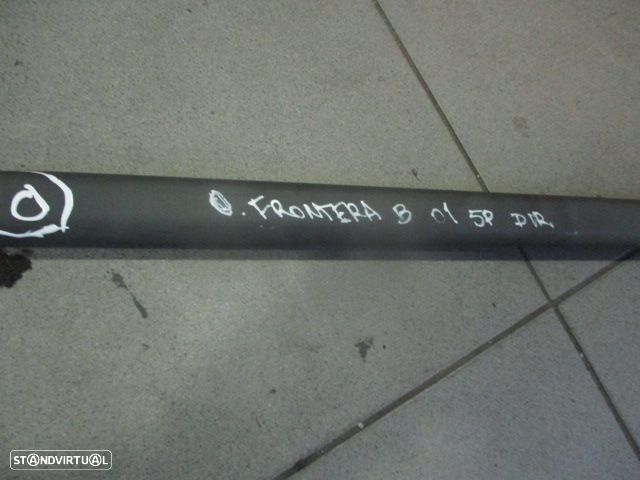 D
O. FRONTERA B 01 5P DIR
STANDVIRTUAL